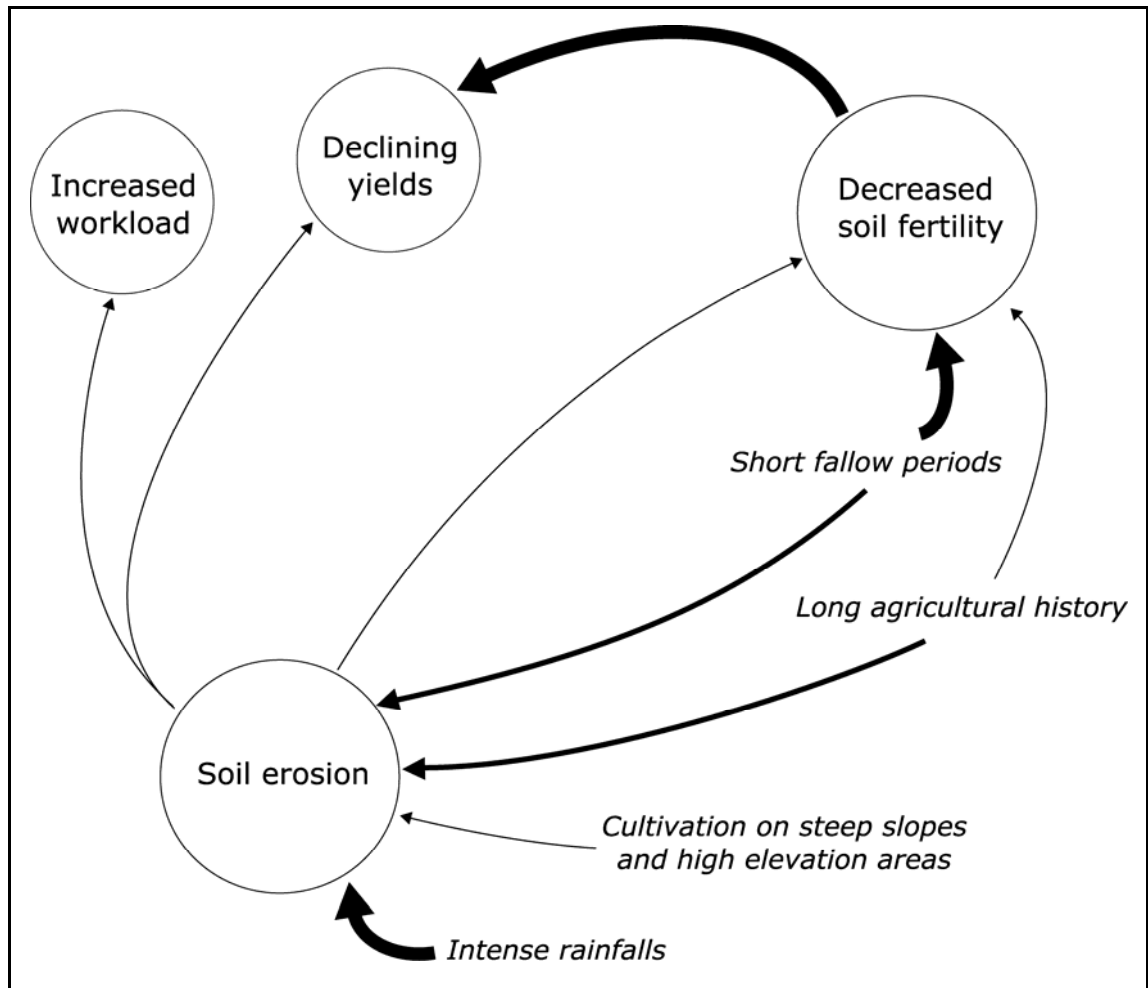 Increased
workload
Declining
yields
Decreased
soil fertility
Short fallow periods
Long agricultural history
Soil erosion
Cultivation on steep slopes
and high elevation areas
Intense rainfalls